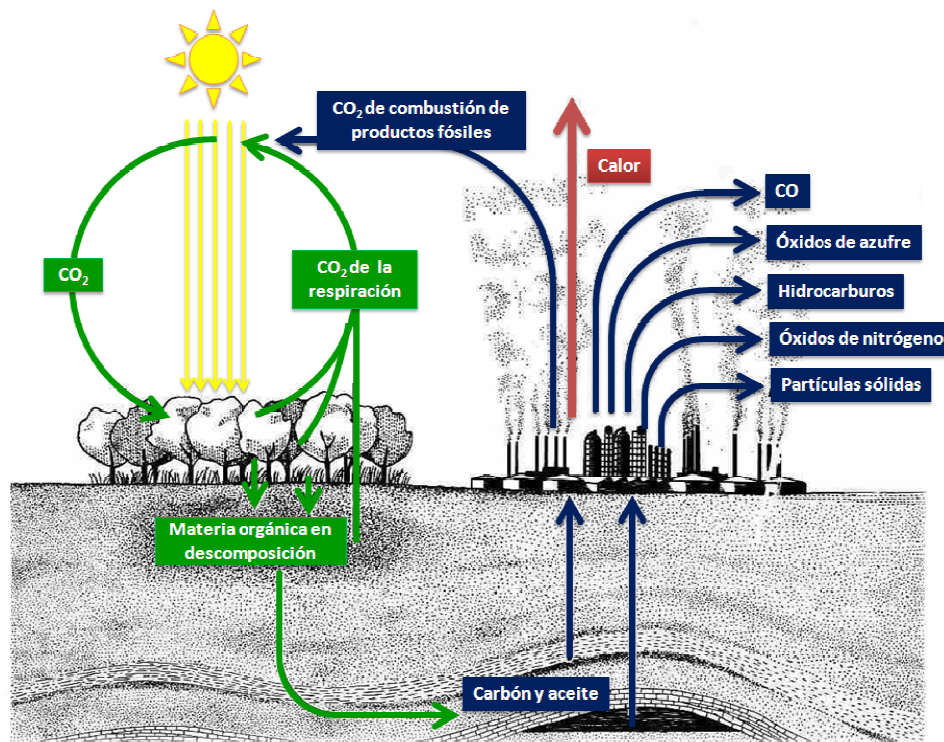 CO₂ de combustión de
productos fósiles
Calor
CO
Óxidos de azufre
CO₂
CO₂ de la
respiración
Hidrocarburos
Óxidos de nitrógeno
Partículas sólidas
Materia orgánica en
descomposición
Carbón y aceite